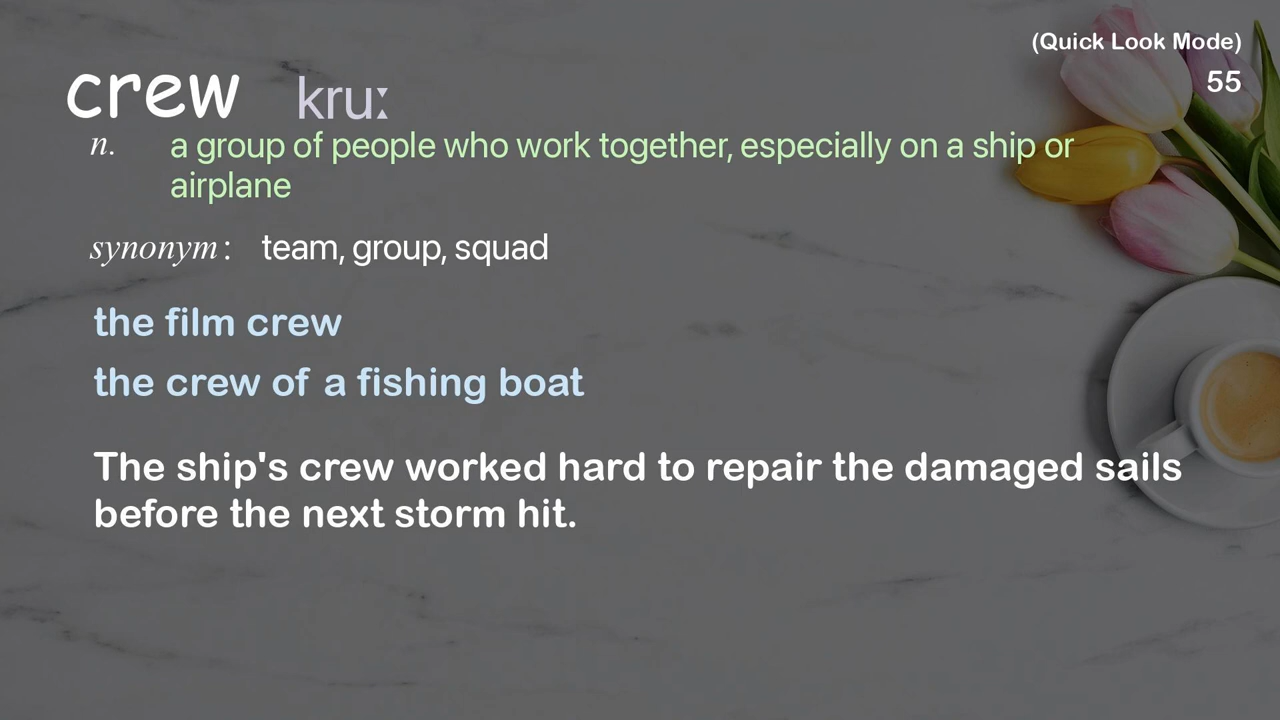 (Quick Look Mode)
55
crew kruː
n. a group of people who work together, especially on a ship or
airplane
synonym: team, group, squad
the film crew
the crew of a fishing boat
The ship's crew worked hard to repair the damaged sails
before the next storm hit.